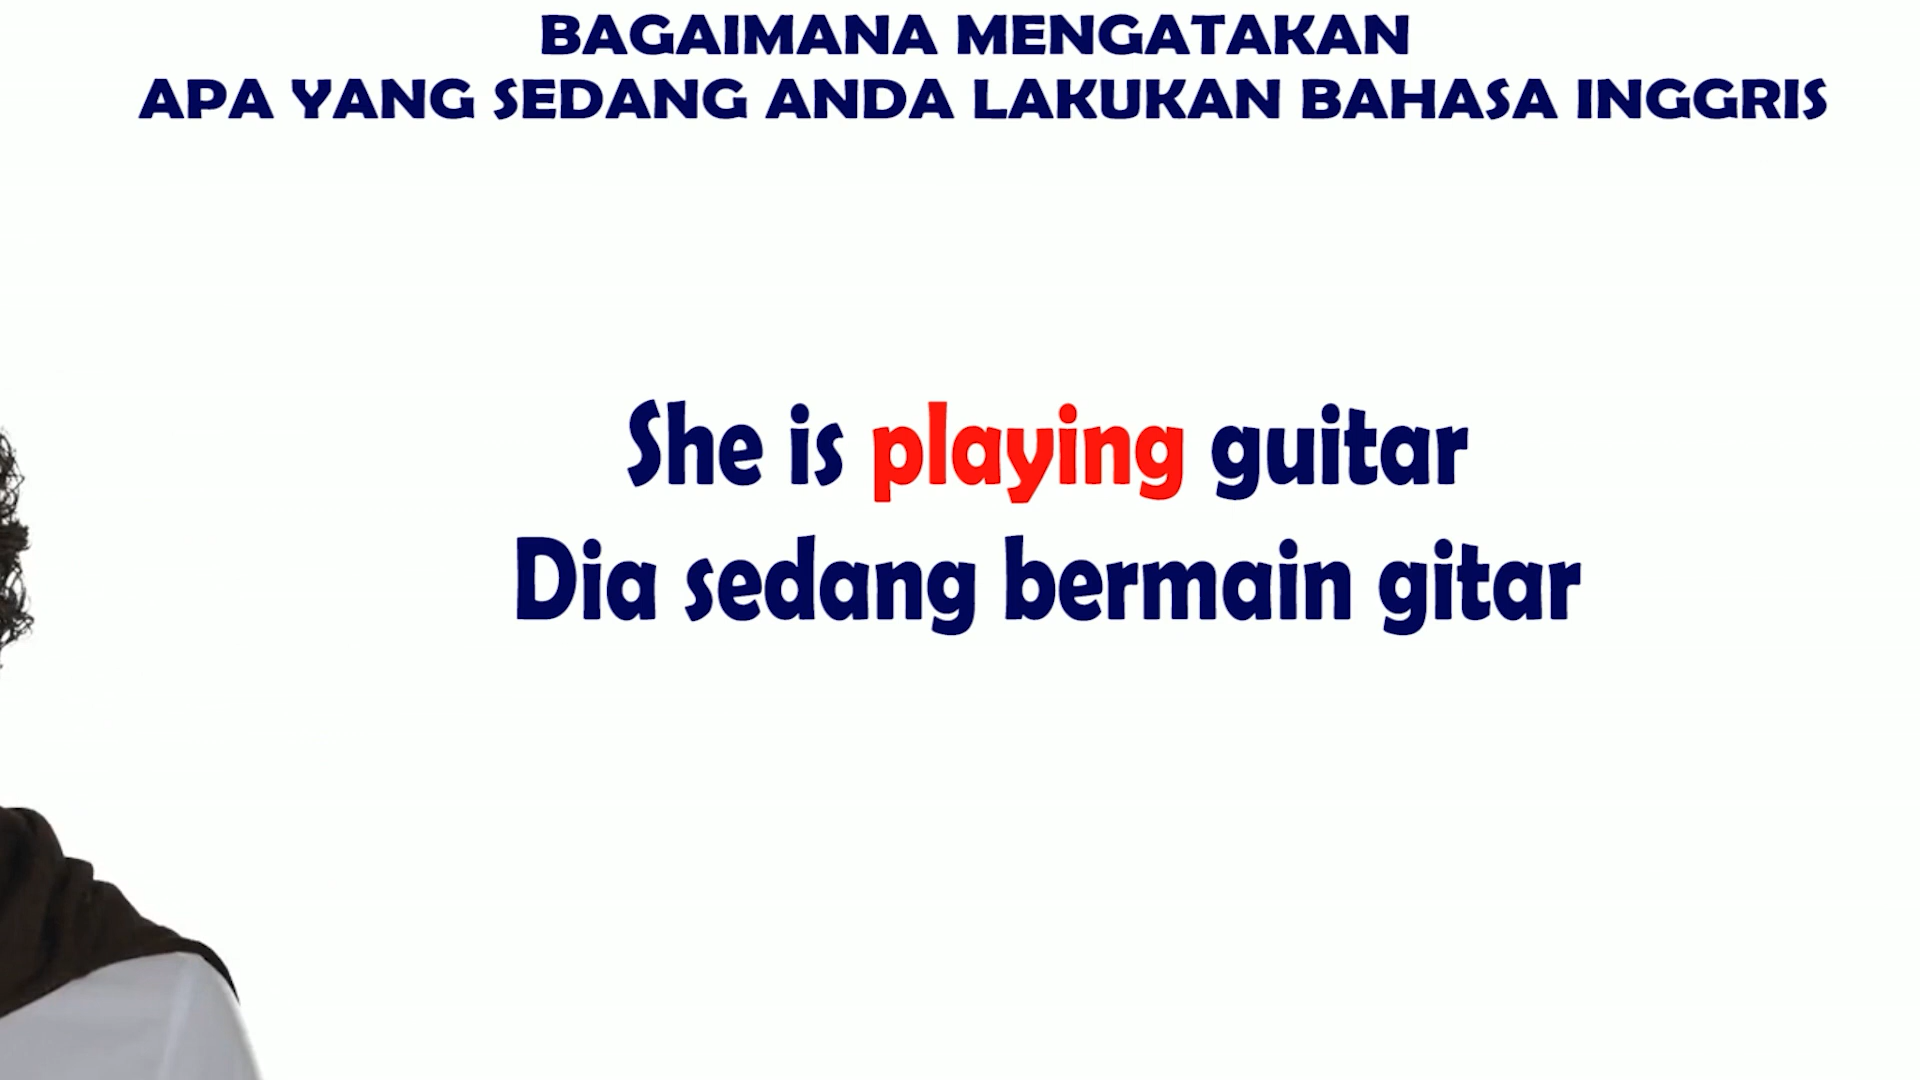 BAGAIMANA MENGATAKAN
APA YANG SEDANG ANDA LAKUKAN BAHASA INGGRIS
She is playing guitar
Dia sedang bermain gitar